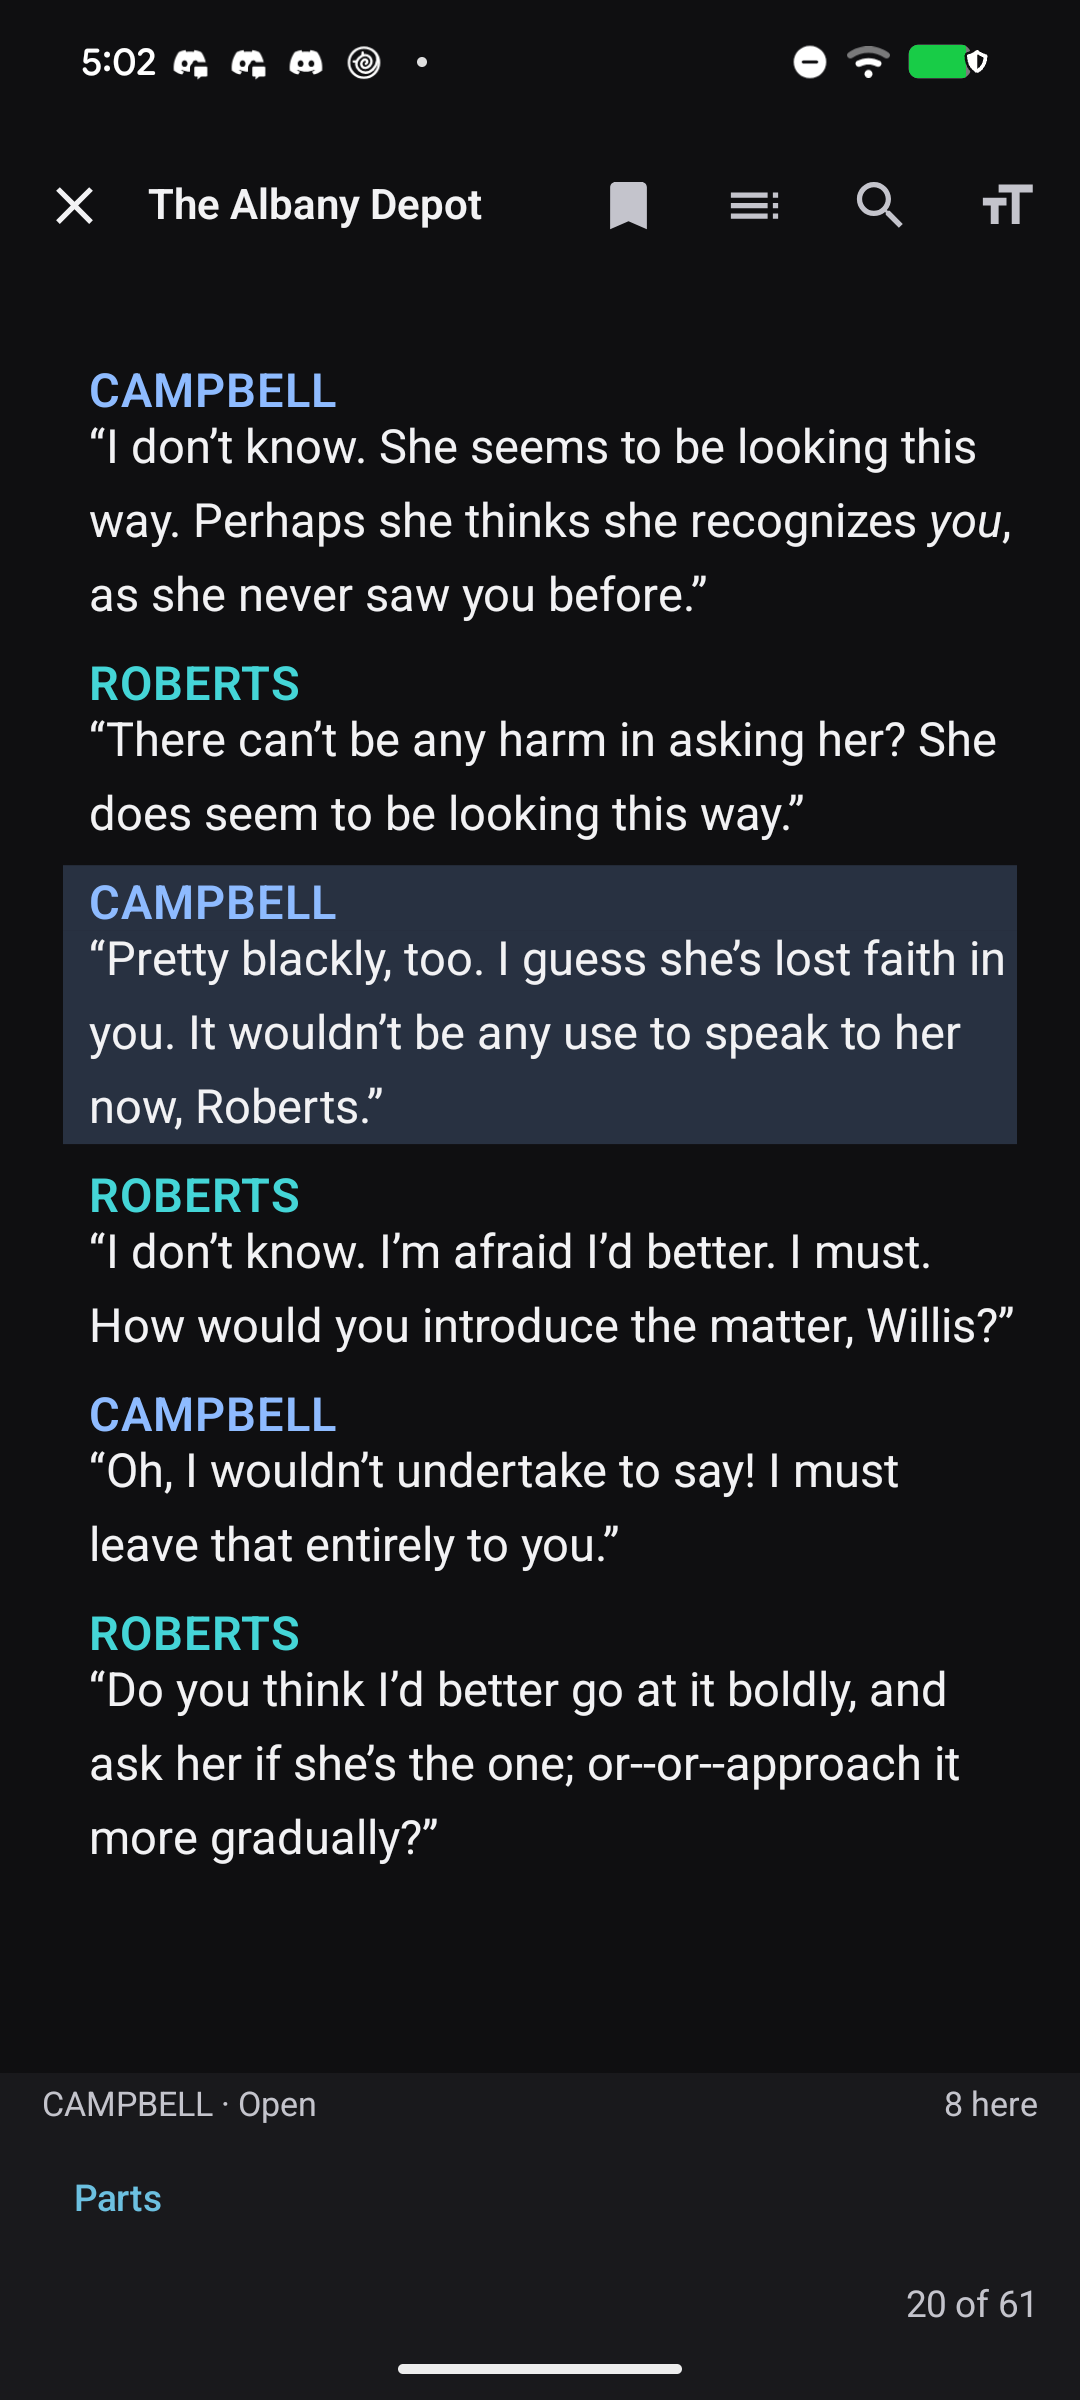 5:02
The Albany Depot
CAMPBELL
“I don’t know. She seems to be looking this
way. Perhaps she thinks she recognizes you,
as she never saw you before.”
ROBERTS
“There can’t be any harm in asking her? She
does seem to be looking this way.”
CAMPBELL
“Pretty blackly, too. I guess she’s lost faith in
you. It wouldn’t be any use to speak to her
now, Roberts.”
ROBERTS
“I don’t know. I’m afraid I’d better. I must.
How would you introduce the matter, Willis?”
CAMPBELL
“Oh, I wouldn’t undertake to say! I must
leave that entirely to you.”
ROBERTS
“Do you think I’d better go at it boldly, and
ask her if she’s the one; or--or--approach it
more gradually?”
CAMPBELL · Open
8 here
Parts
20 of 61